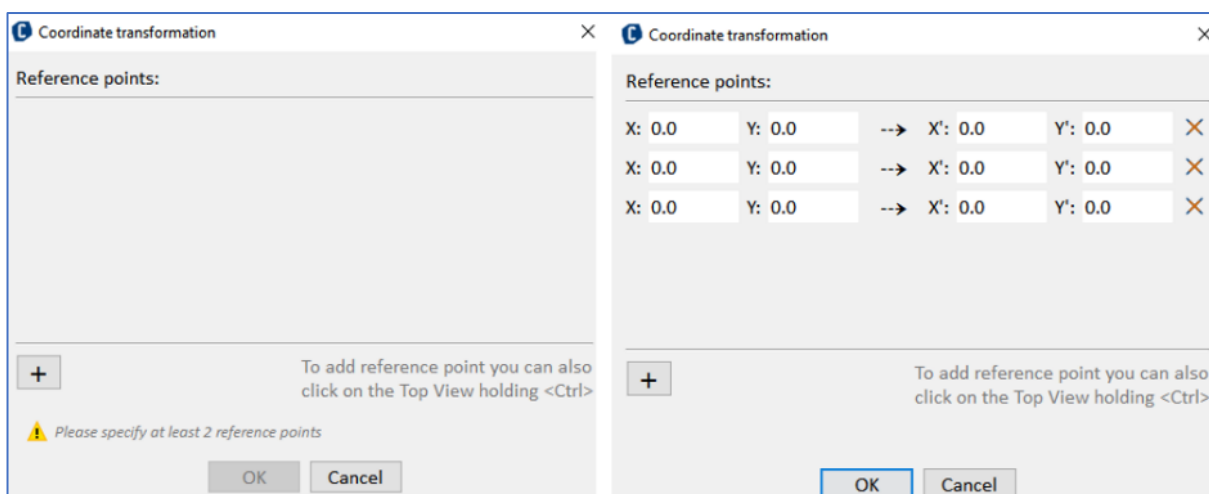 Coordinate transformation
Reference points:
+
To add reference point you can also
click on the Top View holding <Ctrl>
Please specify at least 2 reference points
OK Cancel
Coordinate transformation
Reference points:
X: 0.0 Y: 0.0 --> X': 0.0 Y': 0.0
X: 0.0 Y: 0.0 --> X': 0.0 Y': 0.0
X: 0.0 Y: 0.0 --> X': 0.0 Y': 0.0
+
To add reference point you can also
click on the Top View holding <Ctrl>
OK Cancel